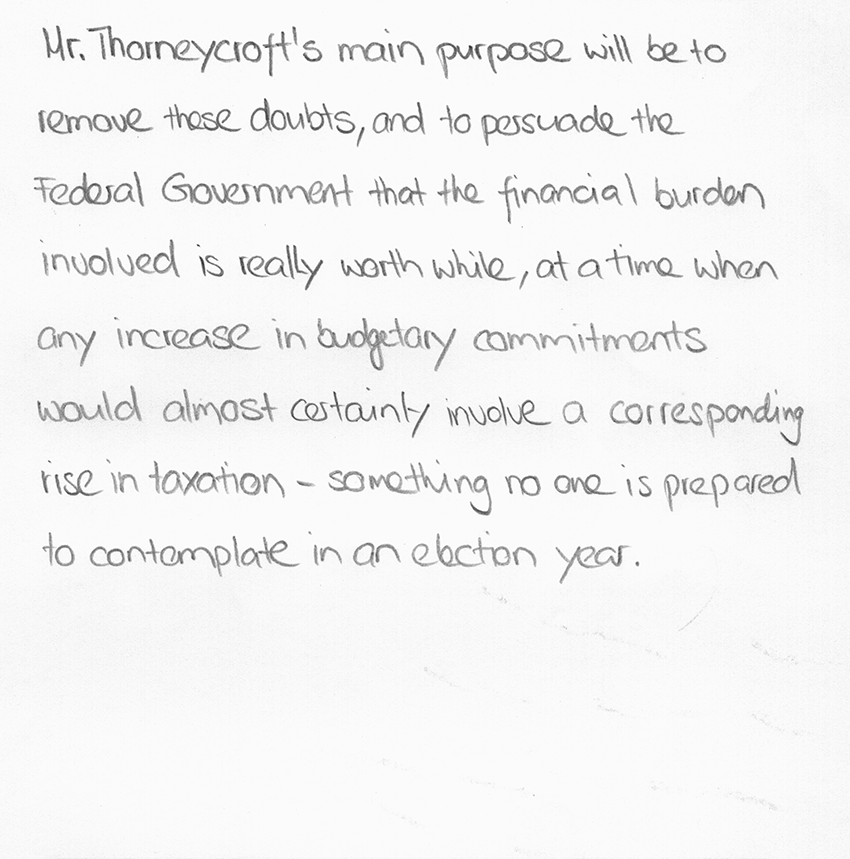 Mr. Thorneycroft's main purpose will be to
remove these doubts, and to persuade the
Federal Government that the financial burden
involved is really worth while, at a time when
any increase in budgetary commitments
would almost certainly involve a corresponding
rise in taxation - something no one is prepared
to contemplate in an election year.